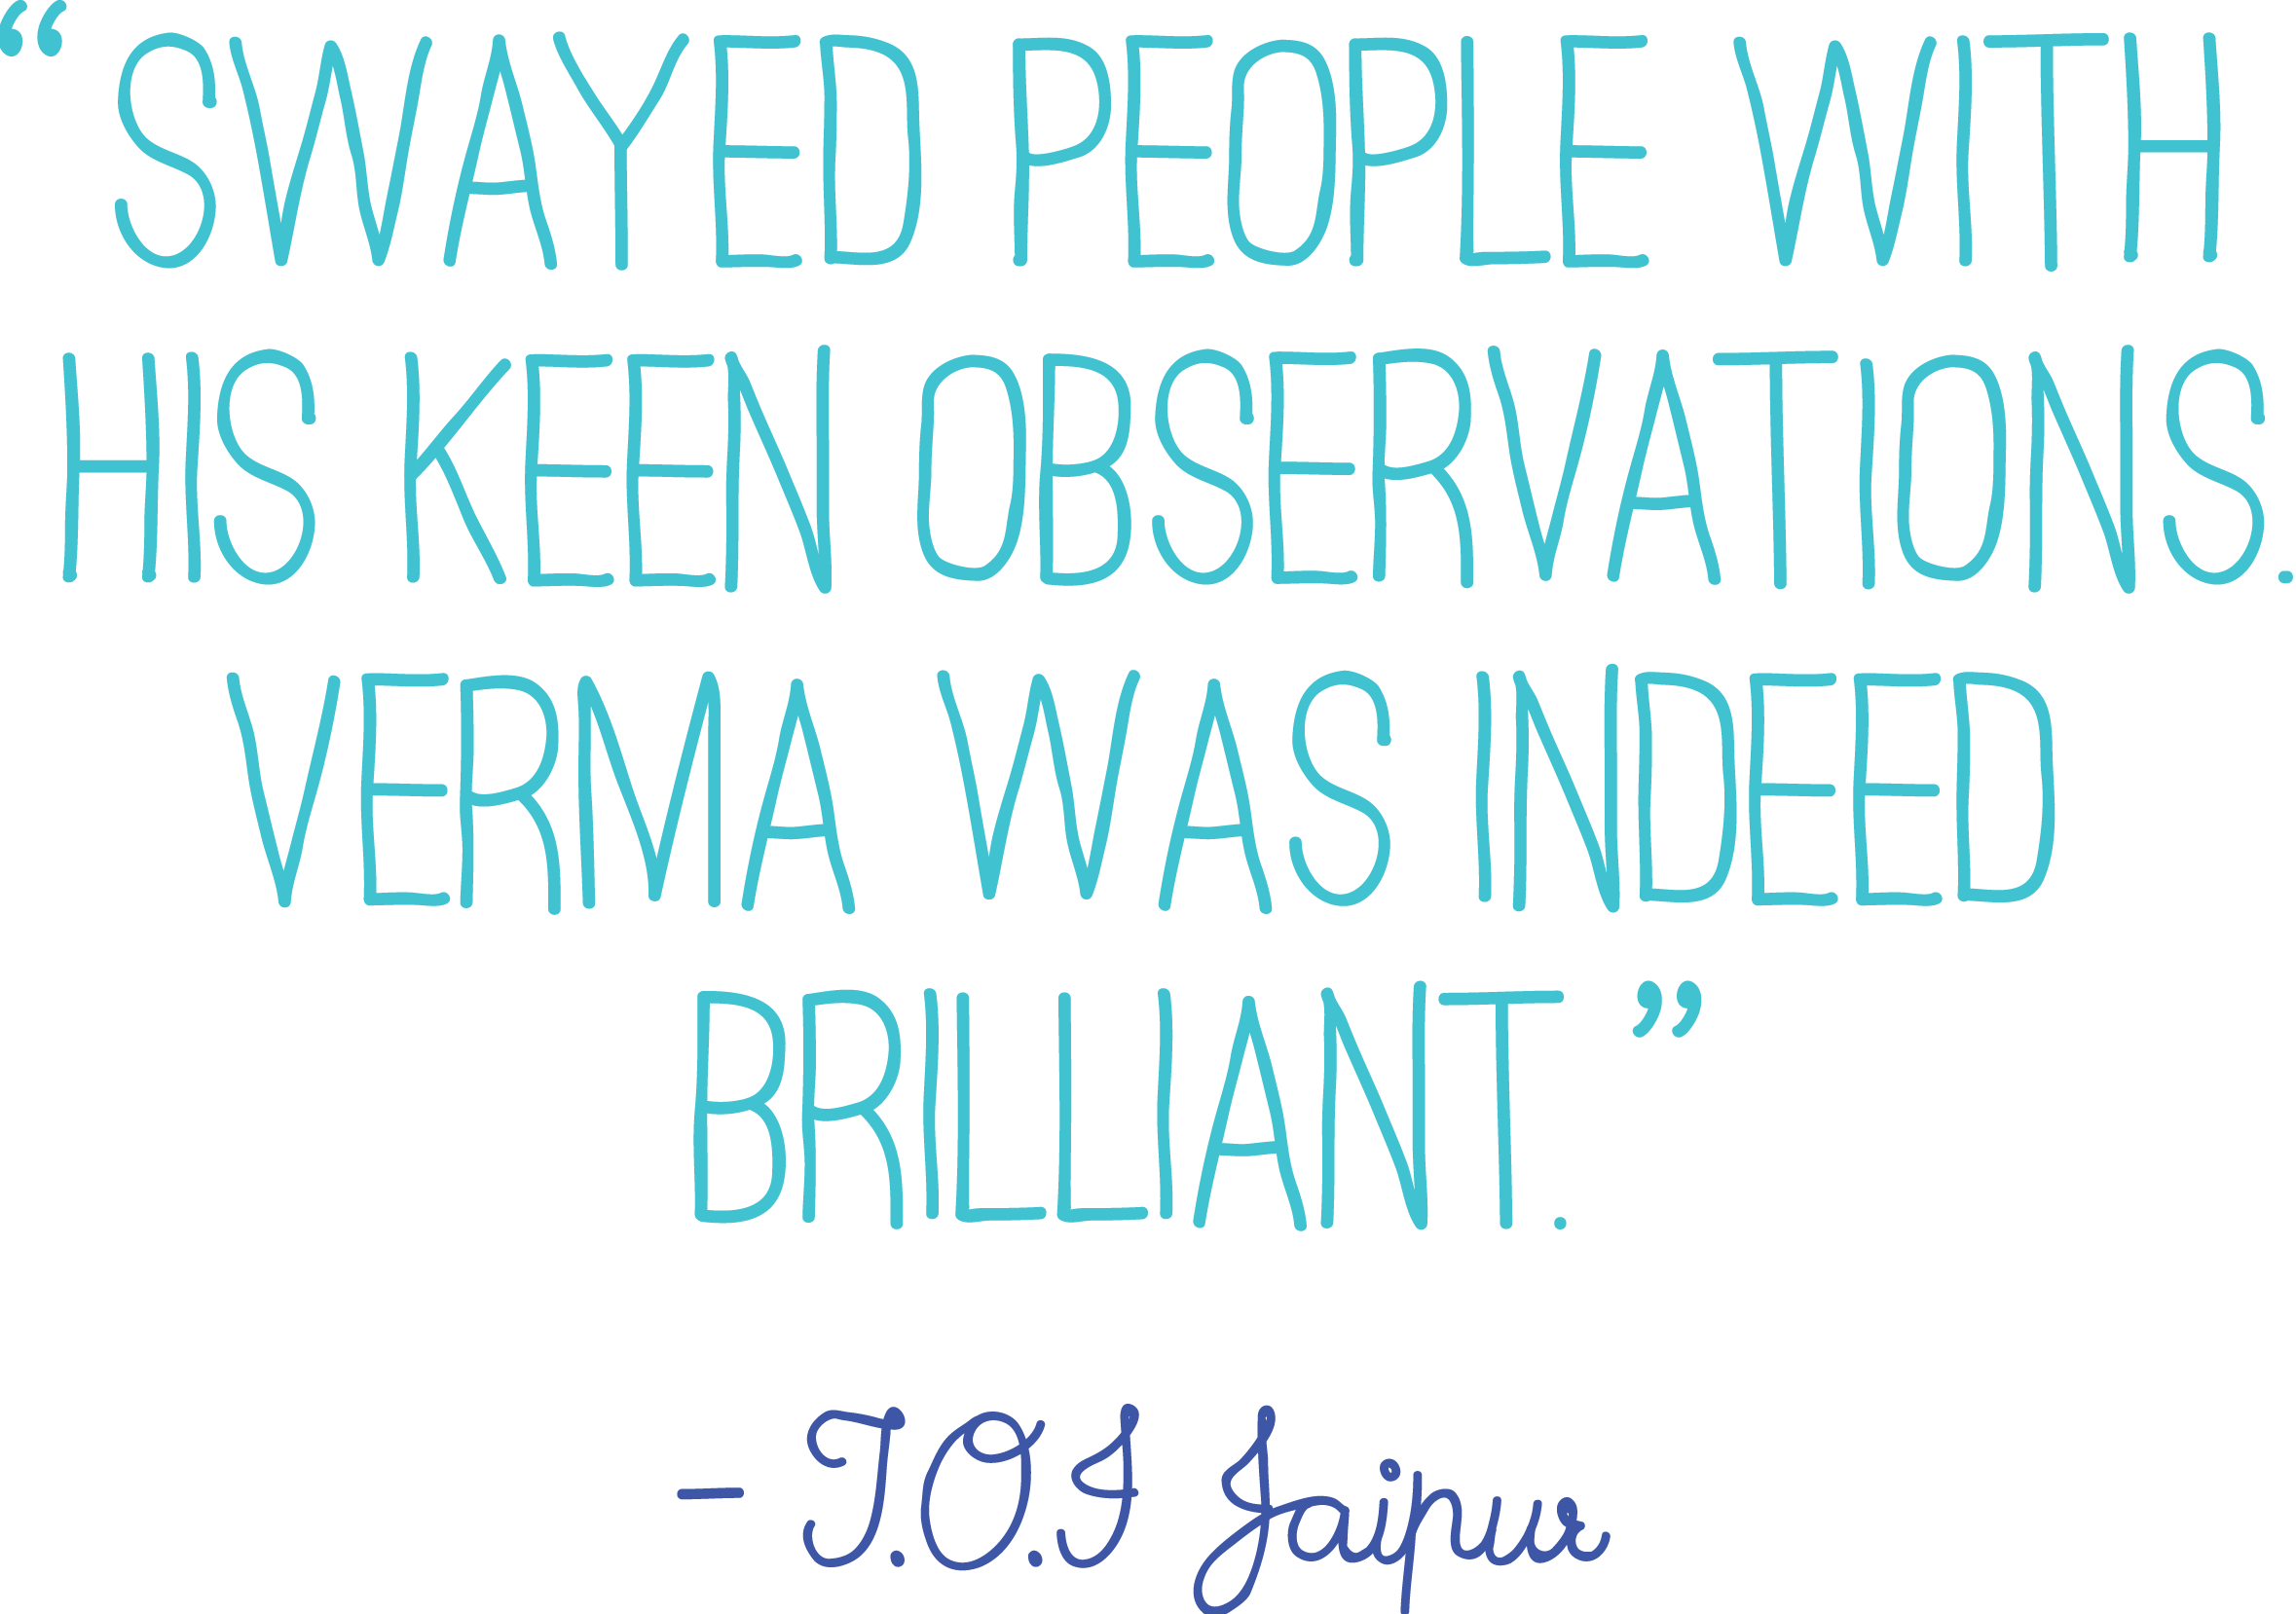 “SWAYED PEOPLE WITH
HIS KEEN OBSERVATIONS.
VERMA WAS INDEED
BRILLIANT.”
- T.O.I Jaipur